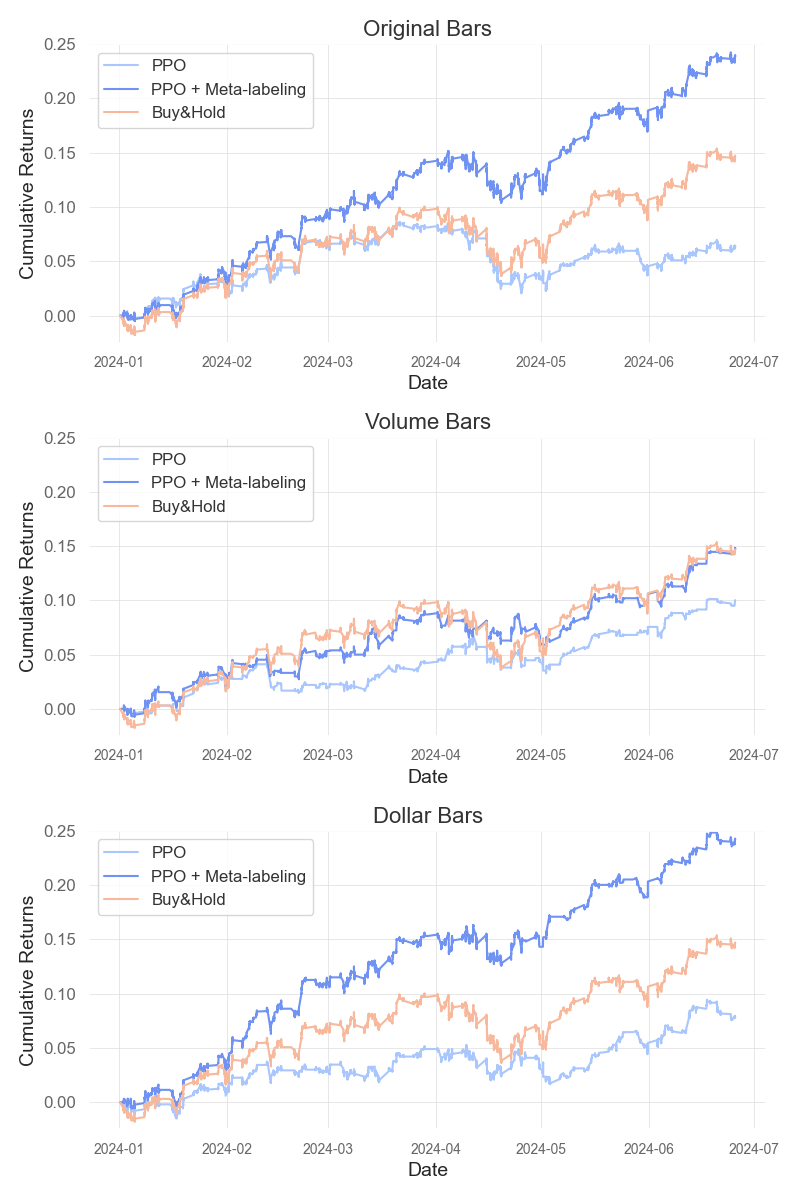 Original Bars
Cumulative Returns
0.25
0.20
0.15
0.10
0.05
0.00
PPO
PPO + Meta-labeling
Buy&Hold
2024-01 2024-02 2024-03 2024-04 2024-05 2024-06 2024-07
Date
Volume Bars
Cumulative Returns
0.25
0.20
0.15
0.10
0.05
0.00
PPO
PPO + Meta-labeling
Buy&Hold
2024-01 2024-02 2024-03 2024-04 2024-05 2024-06 2024-07
Date
Dollar Bars
Cumulative Returns
0.25
0.20
0.15
0.10
0.05
0.00
PPO
PPO + Meta-labeling
Buy&Hold
2024-01 2024-02 2024-03 2024-04 2024-05 2024-06 2024-07
Date